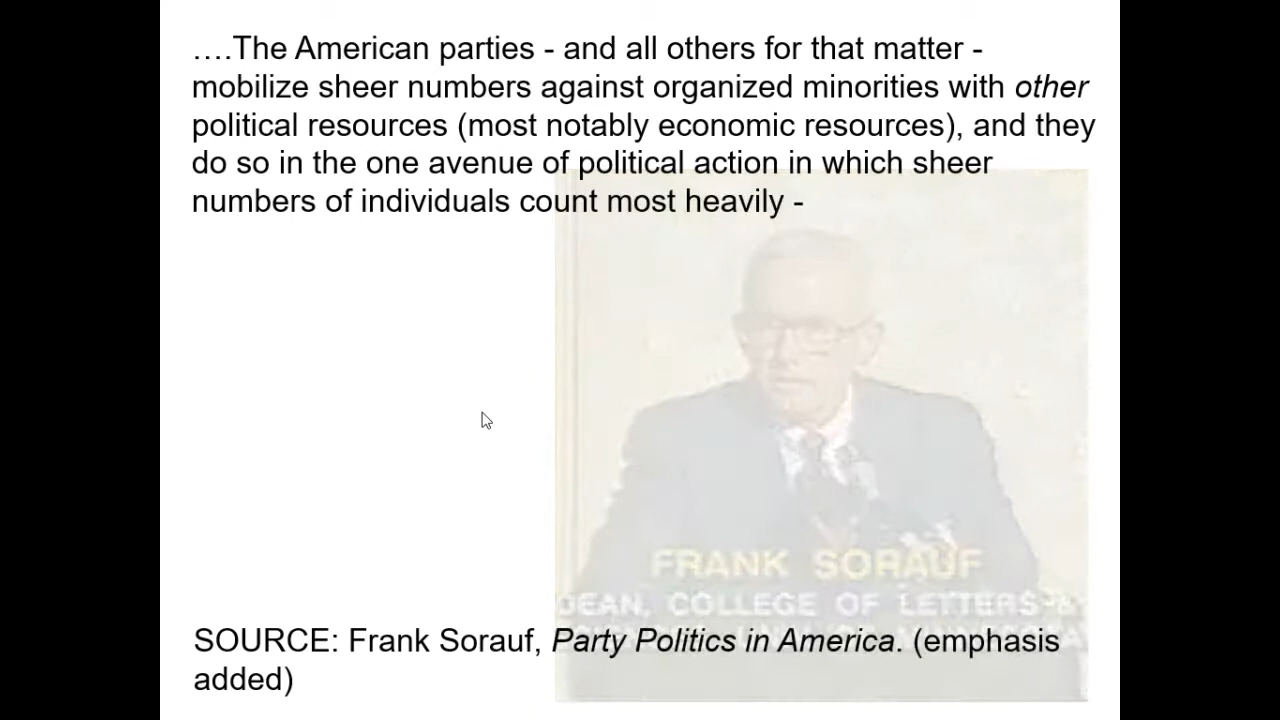 ….The American parties - and all others for that matter -
mobilize sheer numbers against organized minorities with other
political resources (most notably economic resources), and they
do so in the one avenue of political action in which sheer
numbers of individuals count most heavily -
FRANK SORAUF
DEAN, COLLEGE OF LETTERS &
SOURCE: Frank Sorauf, Party Politics in America. (emphasis
added)